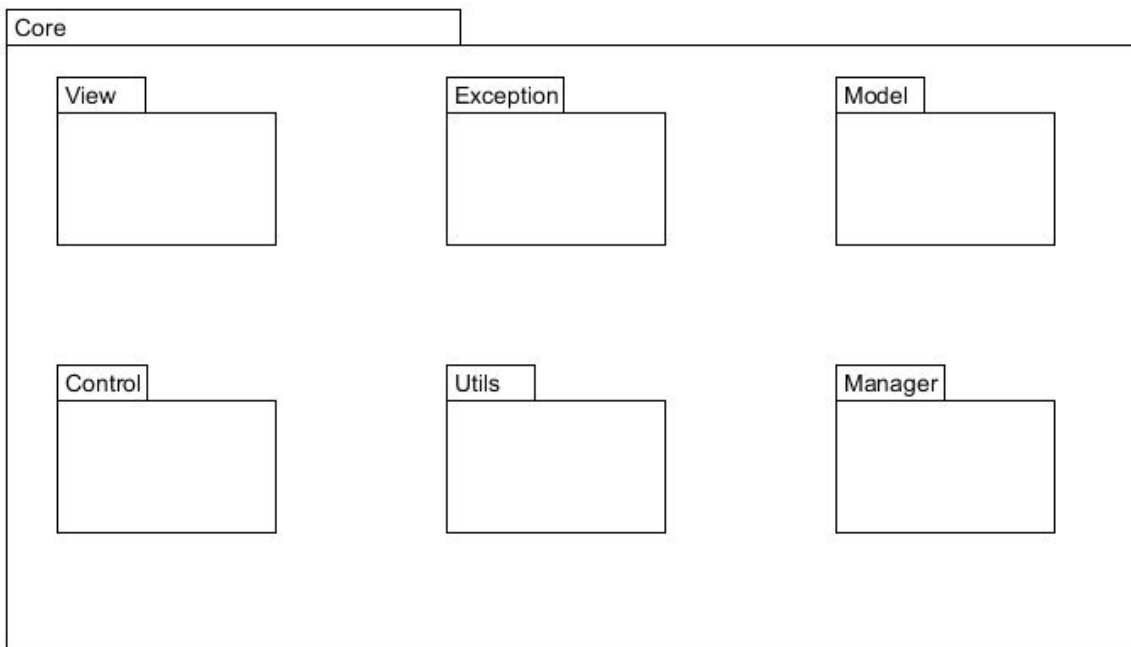 Core
View
Exception
Model
Control
Utils
Manager